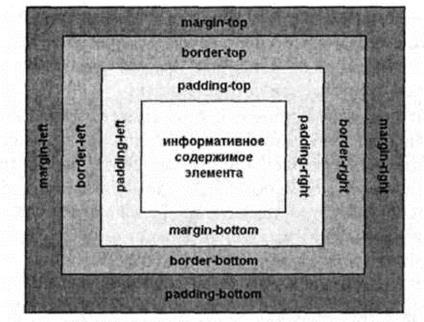 margin-top
border-top
padding-top
margin-left
border-left
padding-left
информативное
содержимое
элемента
padding-right
border-right
margin-right
margin-bottom
border-bottom
padding-bottom